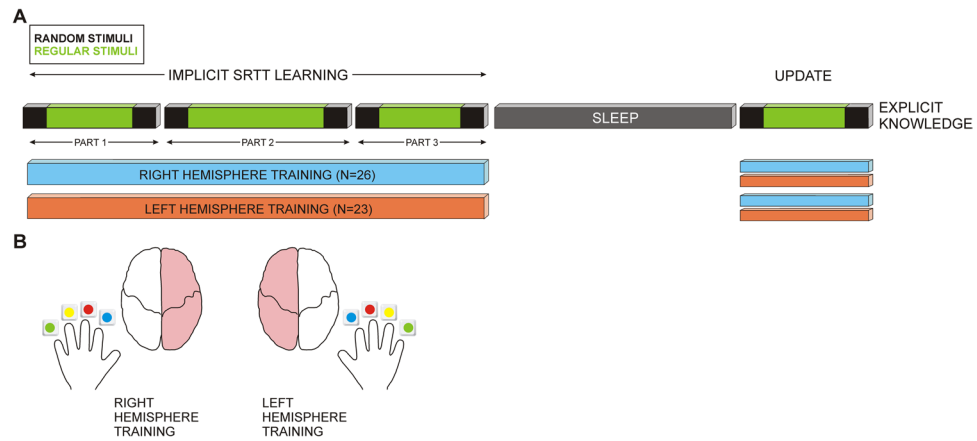 A
RANDOM STIMULI
REGULAR STIMULI
IMPLICIT SRTT LEARNING
UPDATE
SLEEP
EXPLICIT
KNOWLEDGE
PART 1
PART 2
PART 3
RIGHT HEMISPHERE TRAINING (N=26)
LEFT HEMISPHERE TRAINING (N=23)
B
RIGHT
HEMISPHERE
TRAINING
LEFT
HEMISPHERE
TRAINING